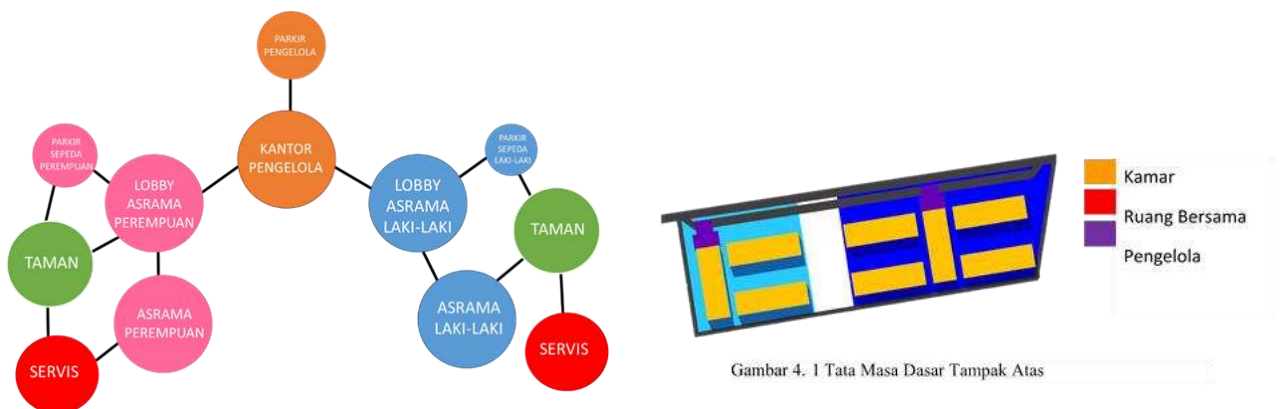 PARKIR
PENGELOLA
KANTOR
PENGELOLA
PARKIR
SEPEDA
PEREMPUAN
LOBBY
ASRAMA
PEREMPUAN
TAMAN
ASRAMA
PEREMPUAN
SERVIS
PARKIR
SEPEDA
LAKI-LAKI
LOBBY
ASRAMA
LAKI-LAKI
TAMAN
ASRAMA
LAKI-LAKI
SERVIS
Kamar
Ruang Bersama
Pengelola
Gambar 4. 1 Tata Masa Dasar Tampak Atas